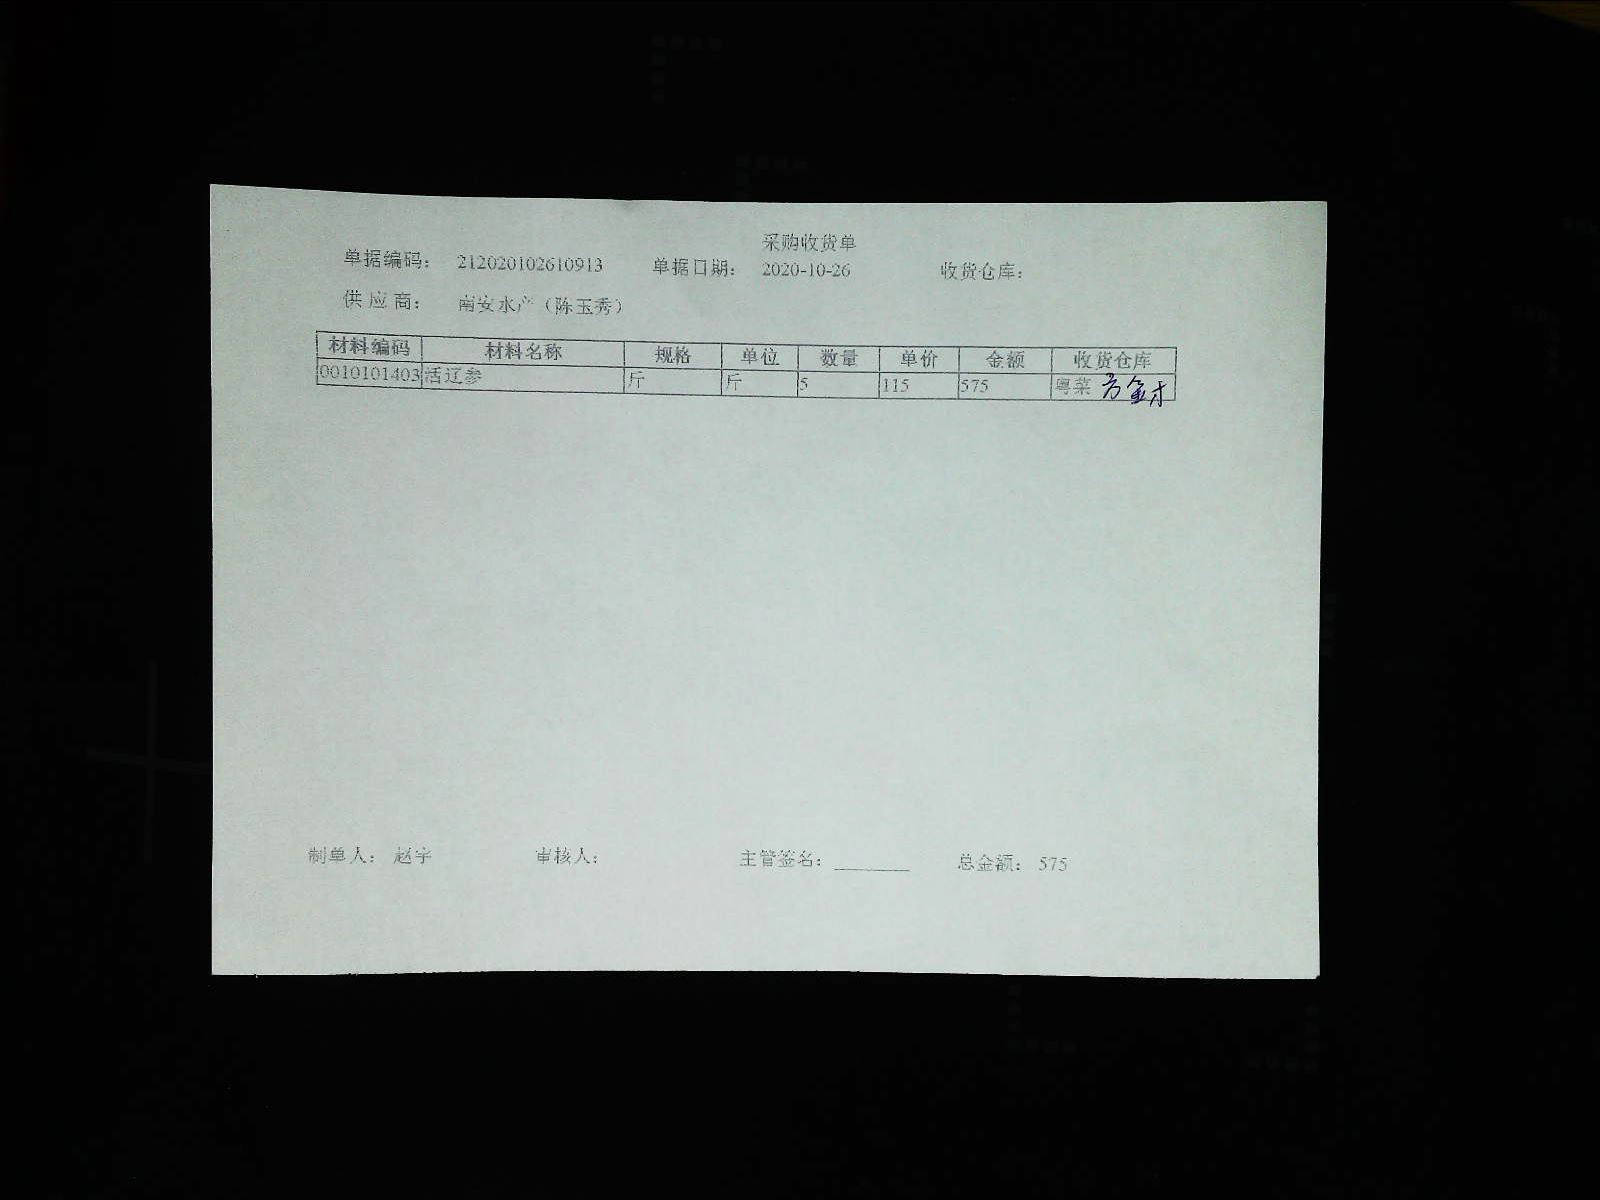 采购收货单
单据编码： 212020102610913 单据日期： 2020-10-26 收货仓库：
供 应 商： 南安水产（陈玉秀）
材料编码 材料名称 规格 单位 数量 单价 金额 收货仓库
0010101403 活辽参 斤 斤 5 115 575 粤菜
制单人： 赵宇 审核人： 主管签名： 总金额： 575